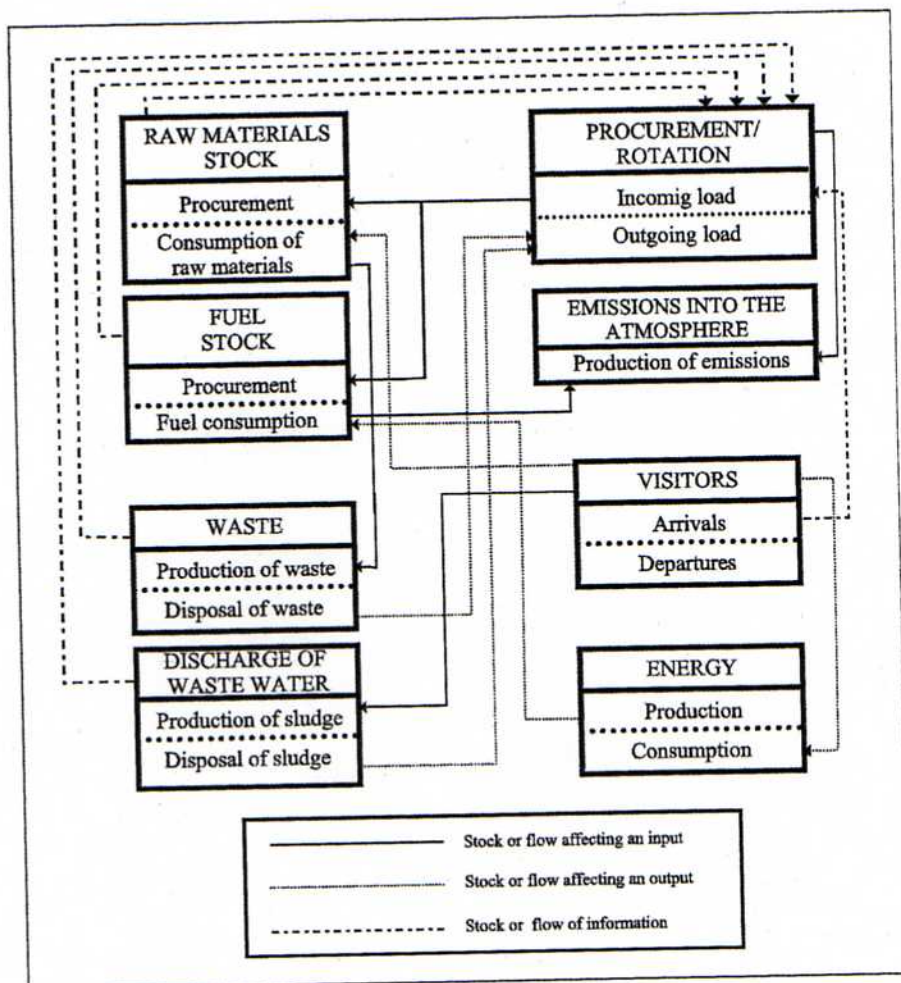 RAW MATERIALS
STOCK
Procurement
Consumption of
raw materials
FUEL
STOCK
Procurement
Fuel consumption
WASTE
Production of waste
Disposal of waste
DISCHARGE OF
WASTE WATER
Production of sludge
Disposal of sludge
PROCUREMENT/
ROTATION
Incomig load
Outgoing load
EMISSIONS INTO THE
ATMOSPHERE
Production of emissions
VISITORS
Arrivals
Departures
ENERGY
Production
Consumption
Stock or flow affecting an input
Stock or flow affecting an output
Stock or flow of information